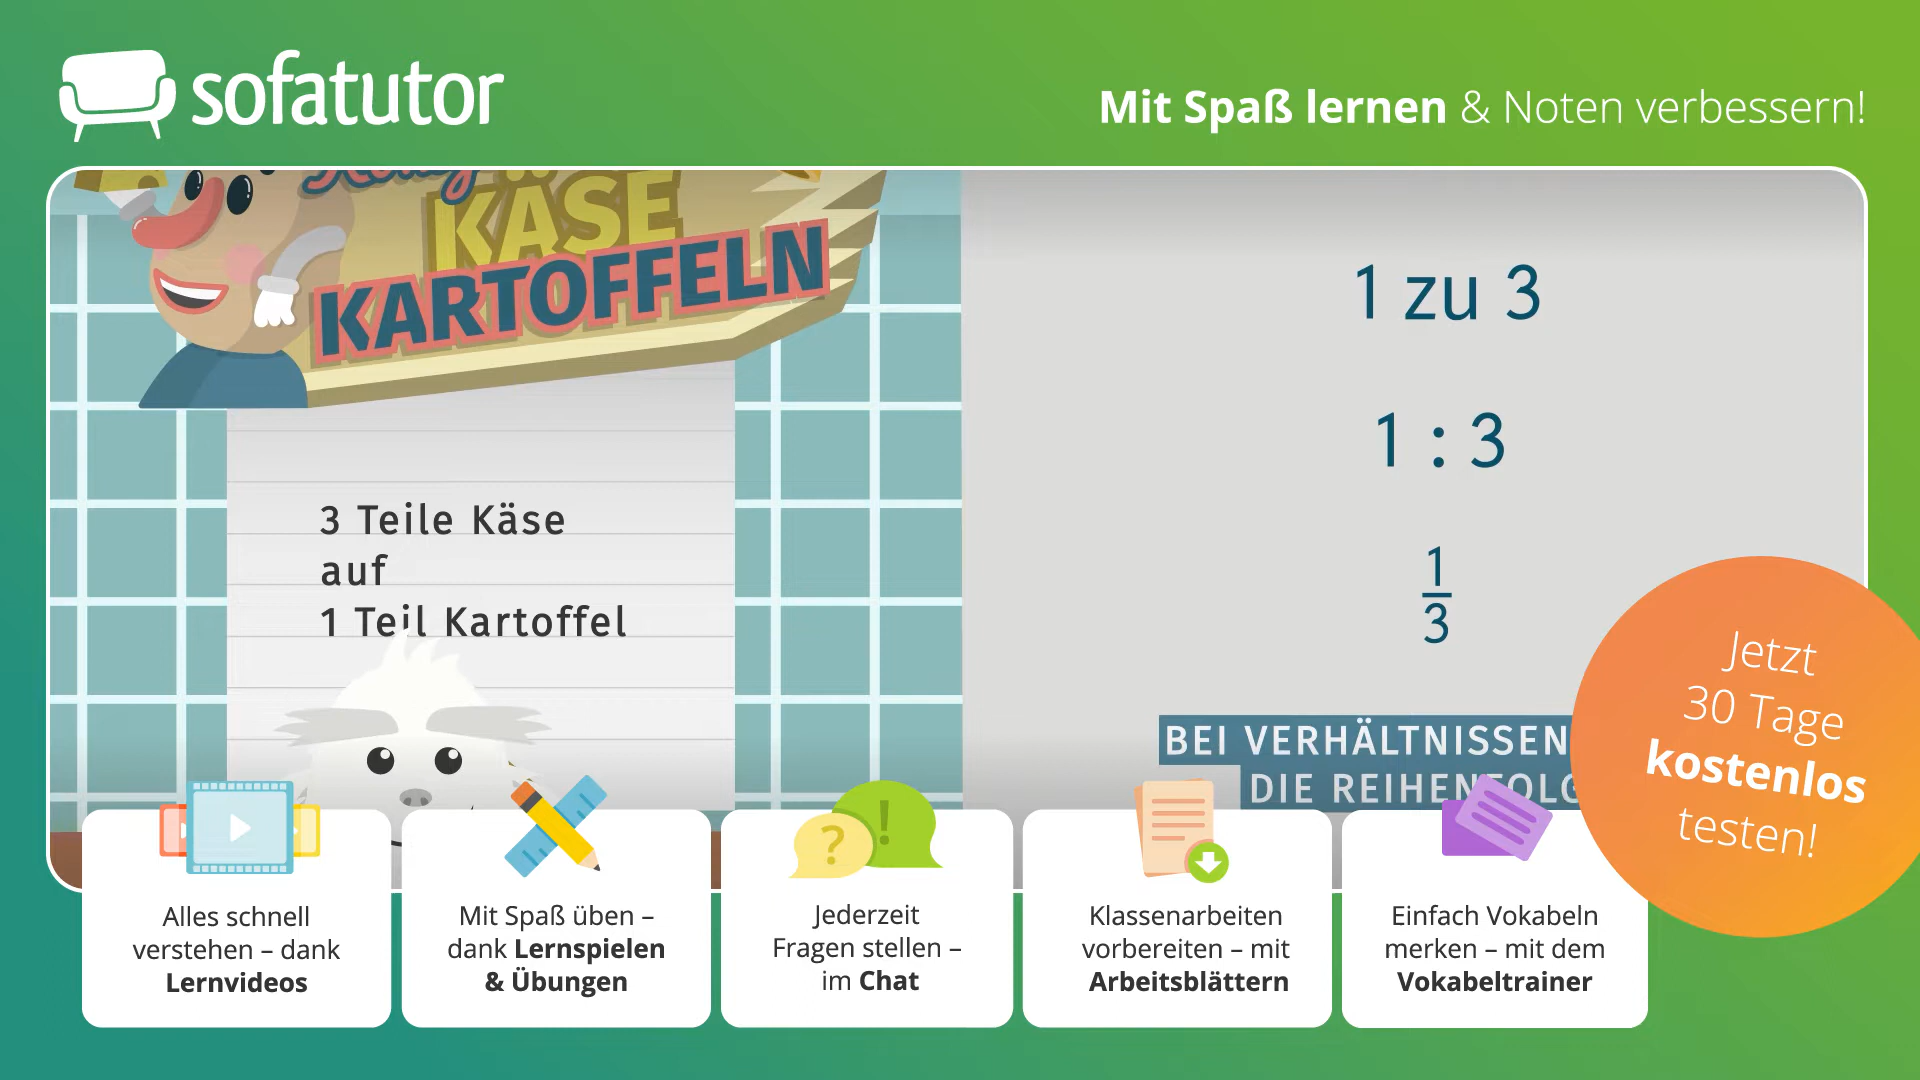 sofatutor
Mit Spaß lernen & Noten verbessern!
KÄSE
KARTOFFELN
3 Teile Käse
auf
1 Teil Kartoffel
1 zu 3
1 : 3
1
3
BEI VERHÄLTNISSEN
DIE REIHENFOLG
Jetzt
30 Tage
kostenlos
testen!
?
!
Alles schnell
verstehen – dank
Lernvideos
Mit Spaß üben –
dank Lernspielen
& Übungen
Jederzeit
Fragen stellen –
im Chat
Klassenarbeiten
vorbereiten – mit
Arbeitsblättern
Einfach Vokabeln
merken – mit dem
Vokabeltrainer